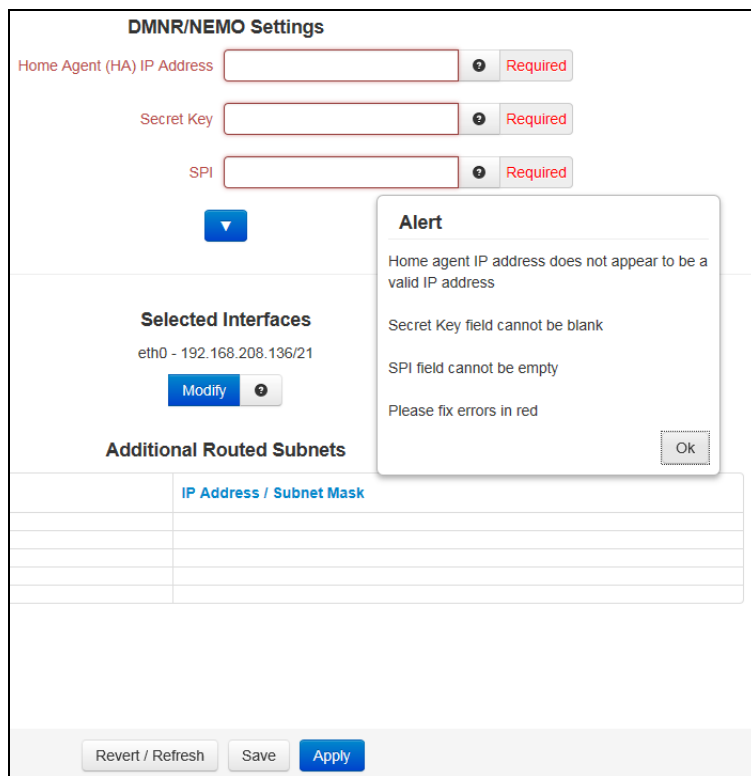 DMNR/NEMO Settings
Home Agent (HA) IP Address
Required
Secret Key
Required
SPI
Required
Alert
Home agent IP address does not appear to be a
valid IP address
Secret Key field cannot be blank
SPI field cannot be empty
Please fix errors in red
Ok
Selected Interfaces
eth0 - 192.168.208.136/21
Modify
Additional Routed Subnets
IP Address / Subnet Mask
Revert / Refresh
Save
Apply